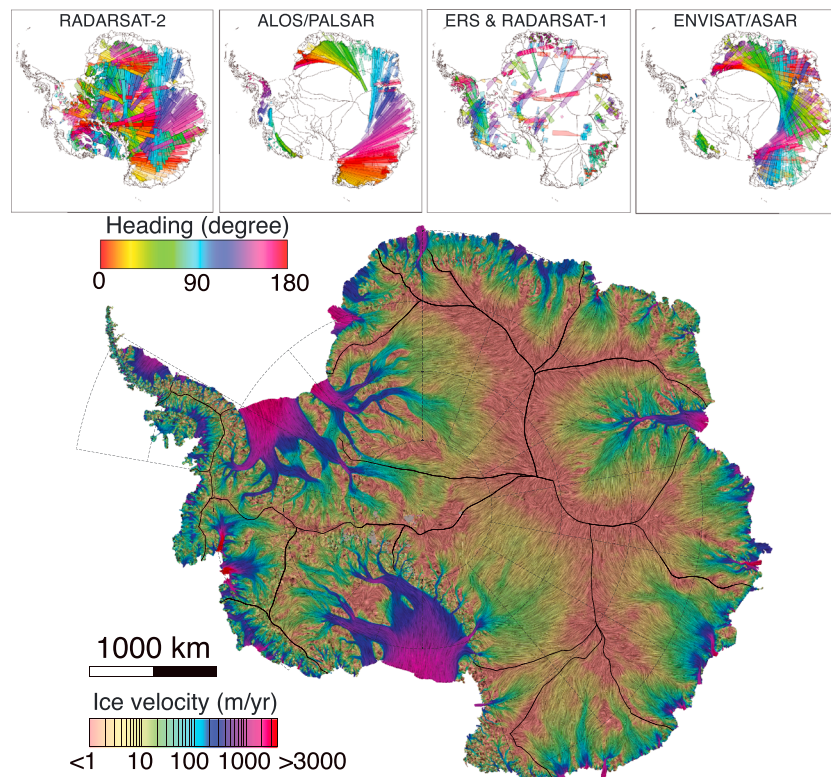 RADARSAT-2
ALOS/PALSAR
ERS & RADARSAT-1
ENVISAT/ASAR
Heading (degree)
0 90 180
1000 km
Ice velocity (m/yr)
<1 10 100 1000 >3000